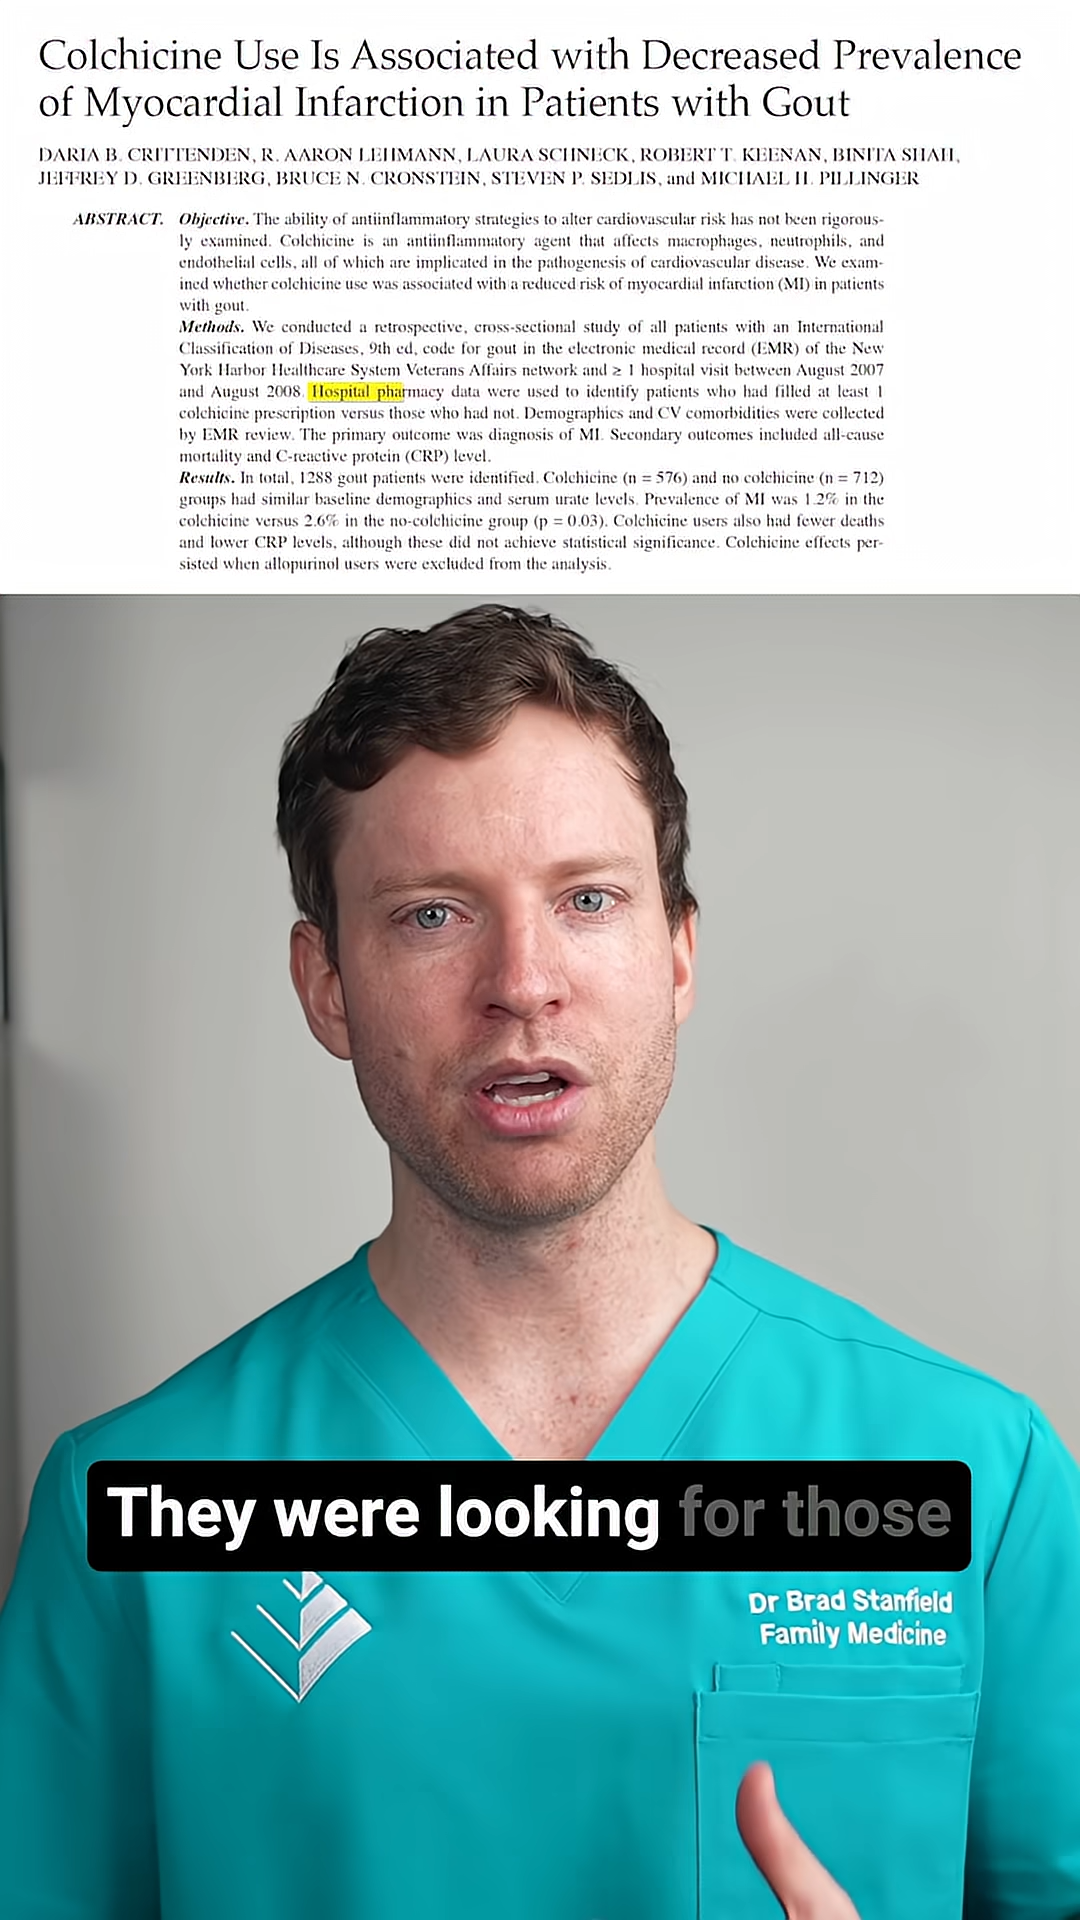 Colchicine Use Is Associated with Decreased Prevalence
of Myocardial Infarction in Patients with Gout
DARIA B. CRITTENDEN, R. AARON LEHMANN, LAURA SCHNECK, ROBERT T. KEENAN, BINITA SHAH,
JEFFREY D. GREENBERG, BRUCE N. CRONSTEIN, STEVEN P. SEDLIS, and MICHAEL H. PILLINGER
ABSTRACT. Objective. The ability of antiinflammatory strategies to alter cardiovascular risk has not been rigorous-
ly examined. Colchicine is an antiinflammatory agent that affects macrophages, neutrophils, and
endothelial cells, all of which are implicated in the pathogenesis of cardiovascular disease. We exam-
ined whether colchicine use was associated with a reduced risk of myocardial infarction (MI) in patients
with gout.
Methods. We conducted a retrospective, cross-sectional study of all patients with an International
Classification of Diseases, 9th ed, code for gout in the electronic medical record (EMR) of the New
York Harbor Healthcare System Veterans Affairs network and ≥ 1 hospital visit between August 2007
and August 2008. Hospital pharmacy data were used to identify patients who had filled at least 1
colchicine prescription versus those who had not. Demographics and CV comorbidities were collected
by EMR review. The primary outcome was diagnosis of MI. Secondary outcomes included all-cause
mortality and C-reactive protein (CRP) level.
Results. In total, 1288 gout patients were identified. Colchicine (n = 576) and no colchicine (n = 712)
groups had similar baseline demographics and serum urate levels. Prevalence of MI was 1.2% in the
colchicine versus 2.6% in the no-colchicine group (p = 0.03). Colchicine users also had fewer deaths
and lower CRP levels, although these did not achieve statistical significance. Colchicine effects per-
sisted when allopurinol users were excluded from the analysis.
They were looking for those
Dr Brad Stanfield
Family Medicine